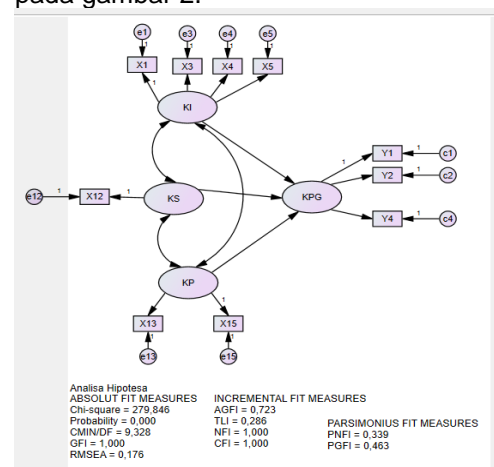 pada gambar 2.
e1 e3 e4 e5
1 1 1 1
X1 X3 X4 X5
1
KI
Y1 1 c1
1
Y2 1 c2
e12 1 X12 1 KS KPG
Y4 1 c4
KP
1
X13 X15
1 1
e13 e15
Analisa Hipotesa
ABSOLUT FIT MEASURES
Chi-square = 279,846
Probability = 0,000
CMIN/DF = 9,328
GFI = 1,000
RMSEA = 0,176
INCREMENTAL FIT MEASURES
AGFI = 0,723
TLI = 0,286
NFI = 1,000
CFI = 1,000
PARSIMONIUS FIT MEASURES
PNFI = 0,339
PGFI = 0,463